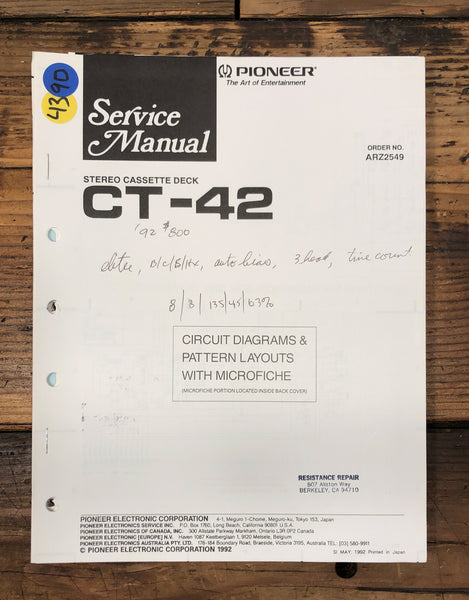 4390
PIONEER®
The Art of Entertainment
Service
Manual
ORDER NO.
ARZ2549
STEREO CASSETTE DECK
CT-42
'92 $800
B/C/S/Hx, auto bias, 3 head, time count.
8/8/135/45/63%
CIRCUIT DIAGRAMS &
PATTERN LAYOUTS
WITH MICROFICHE
(MICROFICHE PORTION LOCATED INSIDE BACK COVER)
RESISTANCE REPAIR
807 Alston Way
BERKELEY, CA 94710
PIONEER ELECTRONIC CORPORATION 4-1, Meguro 1-Chome, Meguro-ku, Tokyo 153, Japan
PIONEER ELECTRONICS SERVICE INC. P.O. Box 1760, Long Beach, California 90801 U.S.A.
PIONEER ELECTRONICS OF CANADA, INC. 300 Allstate Parkway Markham, Ontario L3R 0P2 Canada
PIONEER ELECTRONIC [EUROPE] N.V. Haven 1087 Keetberglaan 1, 9120 Melsele, Belgium
PIONEER ELECTRONICS AUSTRALIA PTY. LTD. 178-184 Boundary Road, Braeside, Victoria 3195, Australia TEL. [03] 580-9911
© PIONEER ELECTRONIC CORPORATION 1992
SI MAY, 1992 Printed in Japan